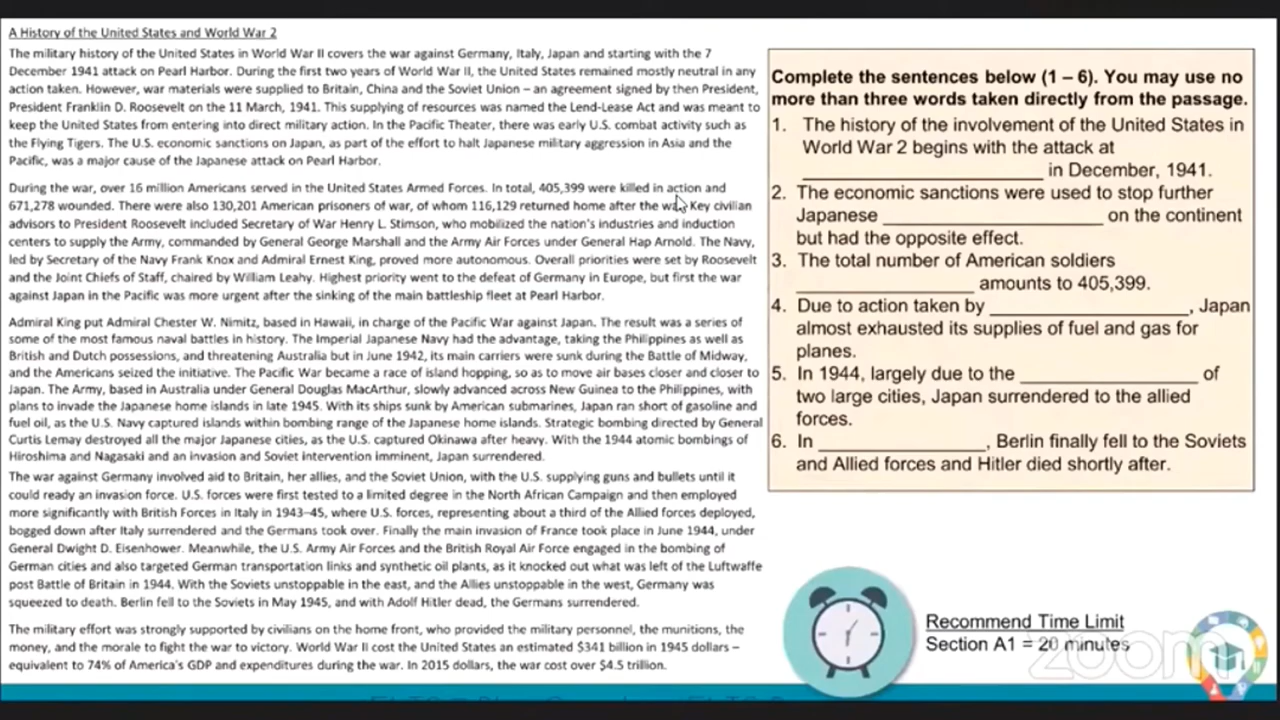 A History of the United States and World War 2
The military history of the United States in World War II covers the war against Germany, Italy, Japan and starting with the 7
December 1941 attack on Pearl Harbor. During the first two years of World War II, the United States remained mostly neutral in any
action taken. However, war materials were supplied to Britain, China and the Soviet Union – an agreement signed by then President,
President Franklin D. Roosevelt on the 11 March, 1941. This supplying of resources was named the Lend-Lease Act and was meant to
keep the United States from entering into direct military action. In the Pacific Theater, there was early U.S. combat activity such as
the Flying Tigers. The U.S. economic sanctions on Japan, as part of the effort to halt Japanese military aggression in Asia and the
Pacific, was a major cause of the Japanese attack on Pearl Harbor.
During the war, over 16 million Americans served in the United States Armed Forces. In total, 405,399 were killed in action and
671,278 wounded. There were also 130,201 American prisoners of war, of whom 116,129 returned home after the war. Key civilian
advisors to President Roosevelt included Secretary of War Henry L. Stimson, who mobilized the nation's industries and induction
centers to supply the Army, commanded by General George Marshall and the Army Air Forces under General Hap Arnold. The Navy,
led by Secretary of the Navy Frank Knox and Admiral Ernest King, proved more autonomous. Overall priorities were set by Roosevelt
and the Joint Chiefs of Staff, chaired by William Leahy. Highest priority went to the defeat of Germany in Europe, but first the war
against Japan in the Pacific was more urgent after the sinking of the main battleship fleet at Pearl Harbor.
Admiral King put Admiral Chester W. Nimitz, based in Hawaii, in charge of the Pacific War against Japan. The result was a series of
some of the most famous naval battles in history. The Imperial Japanese Navy had the advantage, taking the Philippines as well as
British and Dutch possessions, and threatening Australia but in June 1942, its main carriers were sunk during the Battle of Midway,
and the Americans seized the initiative. The Pacific War became a race of island hopping, so as to move air bases closer and closer to
Japan. The Army, based in Australia under General Douglas MacArthur, slowly advanced across New Guinea to the Philippines, with
plans to invade the Japanese home islands in late 1945. With its ships sunk by American submarines, Japan ran short of gasoline and
fuel oil, as the U.S. Navy captured islands within bombing range of the Japanese home islands. Strategic bombing directed by General
Curtis Lemay destroyed all the major Japanese cities, as the U.S. captured Okinawa after heavy. With the 1944 atomic bombings of
Hiroshima and Nagasaki and an invasion and Soviet intervention imminent, Japan surrendered.
The war against Germany involved aid to Britain, her allies, and the Soviet Union, with the U.S. supplying guns and bullets until it
could ready an invasion force. U.S. forces were first tested to a limited degree in the North African Campaign and then employed
more significantly with British Forces in Italy in 1943–45, where U.S. forces, representing about a third of the Allied forces deployed,
bogged down after Italy surrendered and the Germans took over. Finally the main invasion of France took place in June 1944, under
General Dwight D. Eisenhower. Meanwhile, the U.S. Army Air Forces and the British Royal Air Force engaged in the bombing of
German cities and also targeted German transportation links and synthetic oil plants, as it knocked out what was left of the Luftwaffe
post Battle of Britain in 1944. With the Soviets unstoppable in the east, and the Allies unstoppable in the west, Germany was
squeezed to death. Berlin fell to the Soviets in May 1945, and with Adolf Hitler dead, the Germans surrendered.
The military effort was strongly supported by civilians on the home front, who provided the military personnel, the munitions, the
money, and the morale to fight the war to victory. World War II cost the United States an estimated $341 billion in 1945 dollars –
equivalent to 74% of America's GDP and expenditures during the war. In 2015 dollars, the war cost over $4.5 trillion.
Complete the sentences below (1 – 6). You may use no
more than three words taken directly from the passage.
1. The history of the involvement of the United States in
World War 2 begins with the attack at
____________________ in December, 1941.
2. The economic sanctions were used to stop further
Japanese ____________________ on the continent
but had the opposite effect.
3. The total number of American soldiers
________________ amounts to 405,399.
4. Due to action taken by __________________, Japan
almost exhausted its supplies of fuel and gas for
planes.
5. In 1944, largely due to the ________________ of
two large cities, Japan surrendered to the allied
forces.
6. In _______________, Berlin finally fell to the Soviets
and Allied forces and Hitler died shortly after.
Recommend Time Limit
Section A1 = 20 minutes
zoom